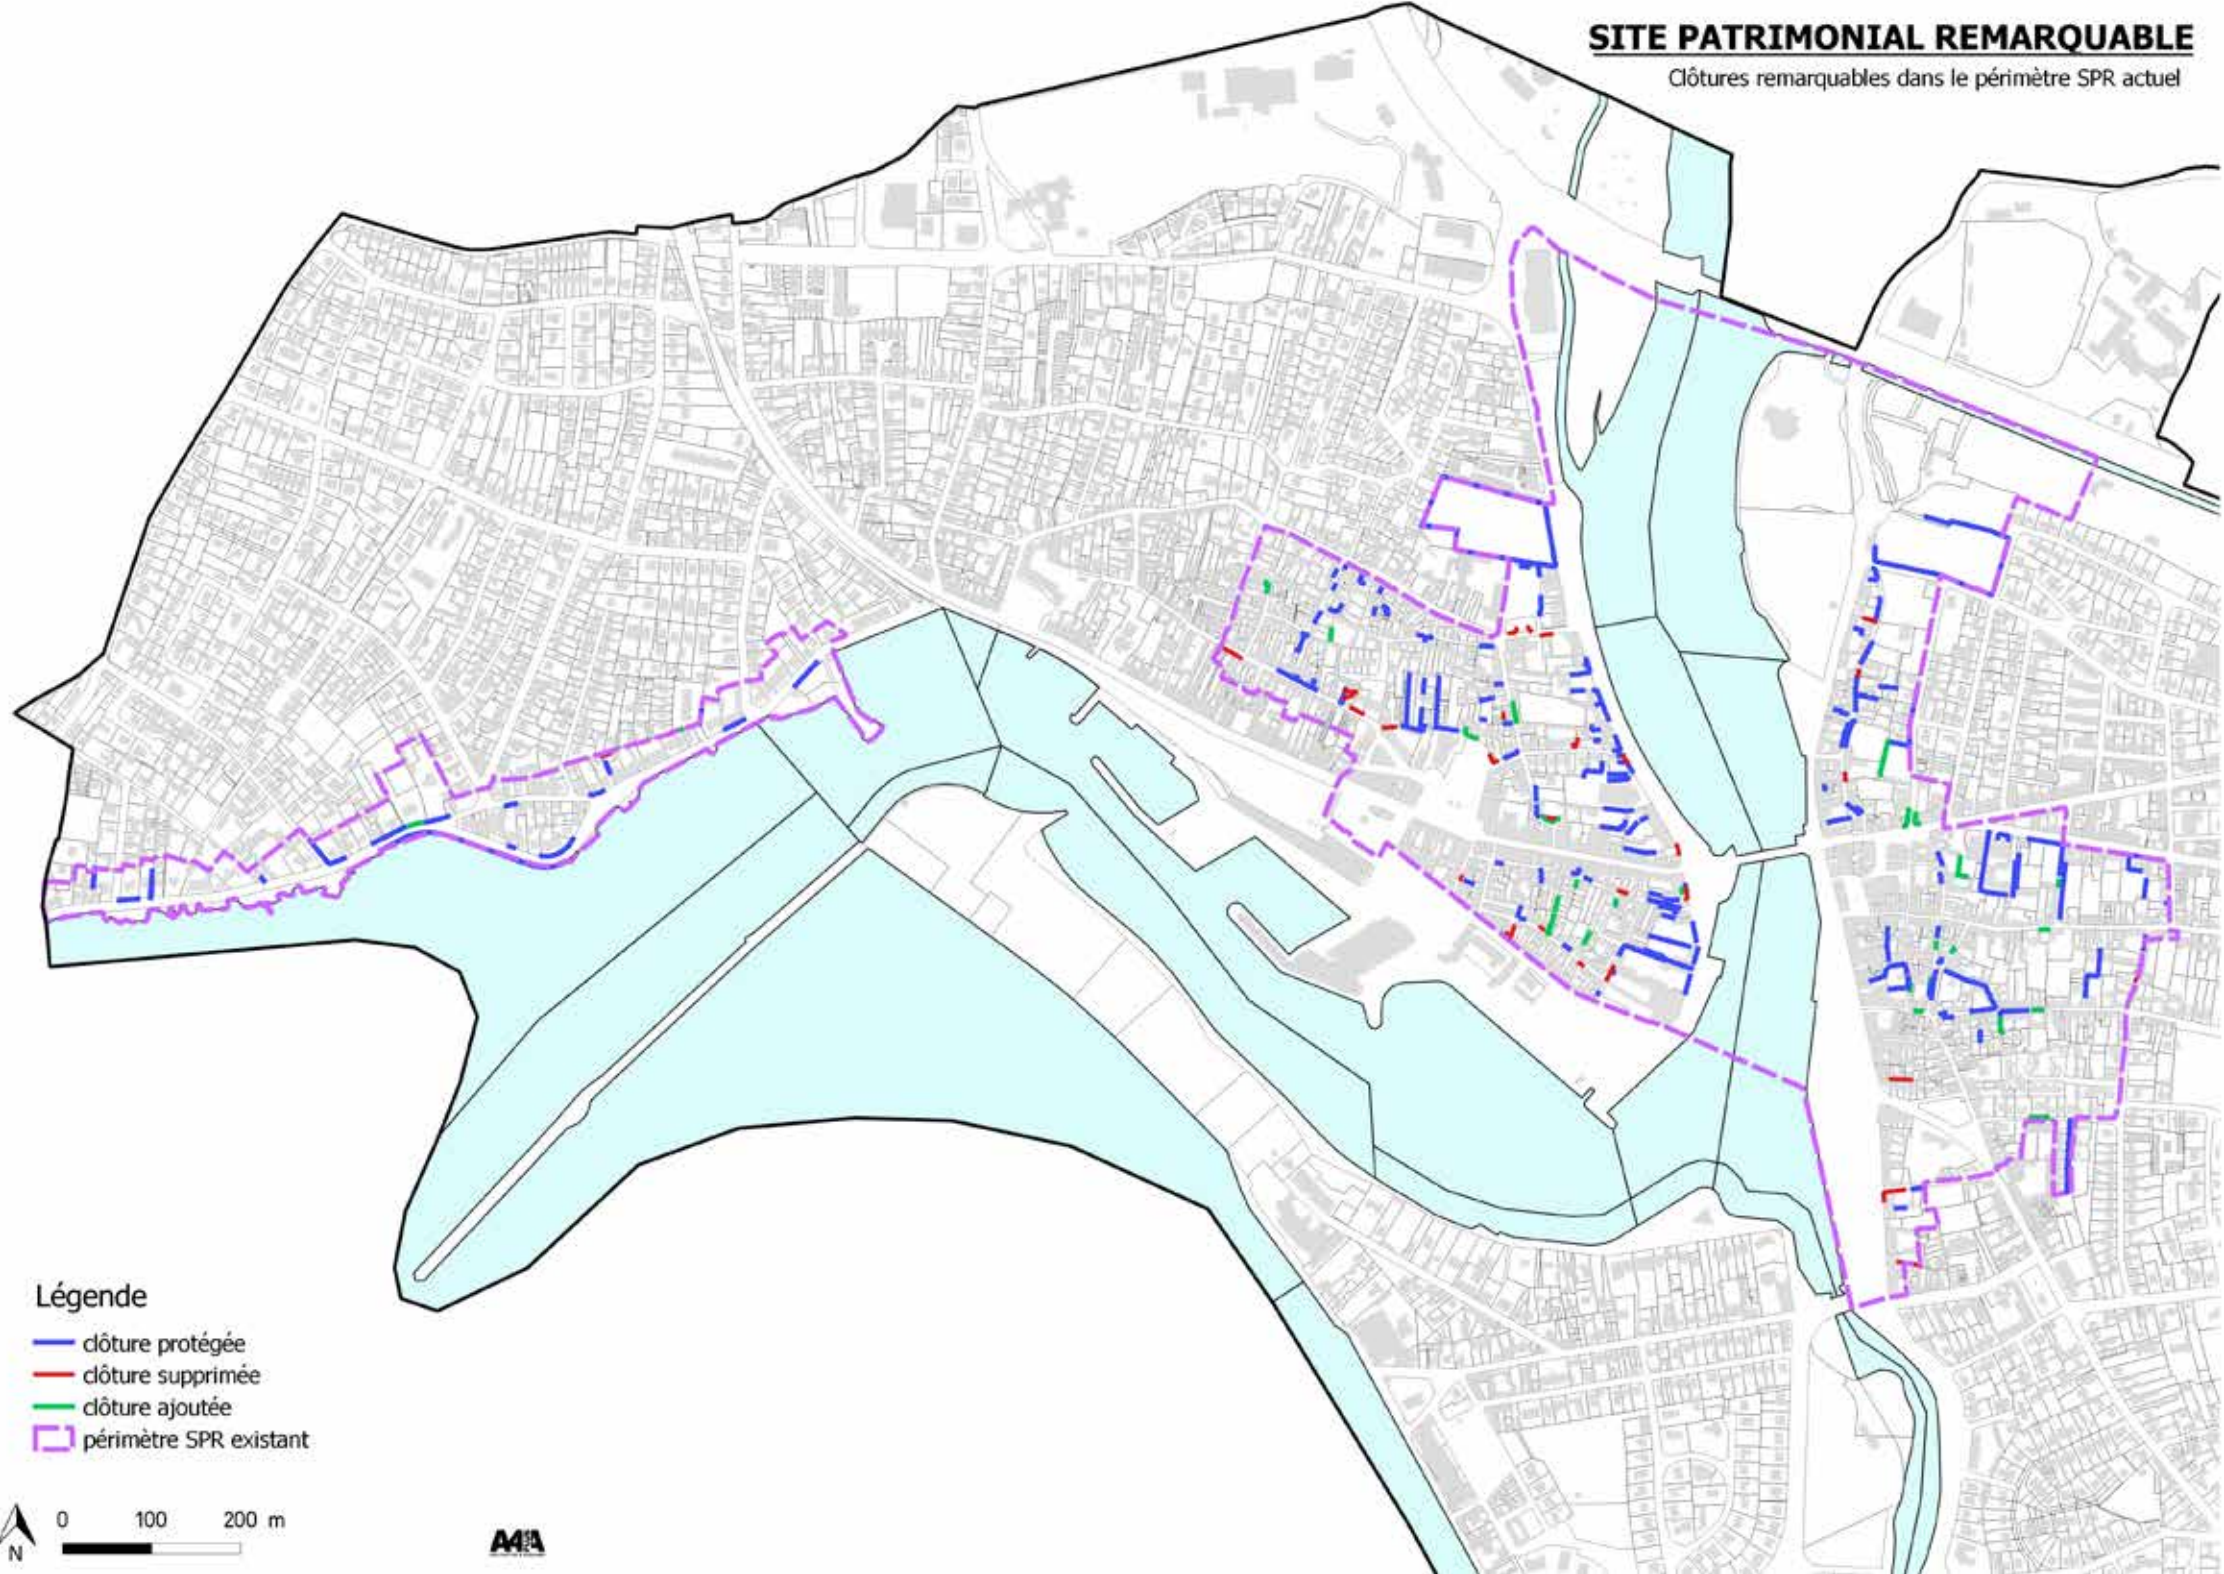 SITE PATRIMONIAL REMARQUABLE
Clôtures remarquables dans le périmètre SPR actuel
Légende
clôture protégée
clôture supprimée
clôture ajoutée
périmètre SPR existant
0 100 200 m
N